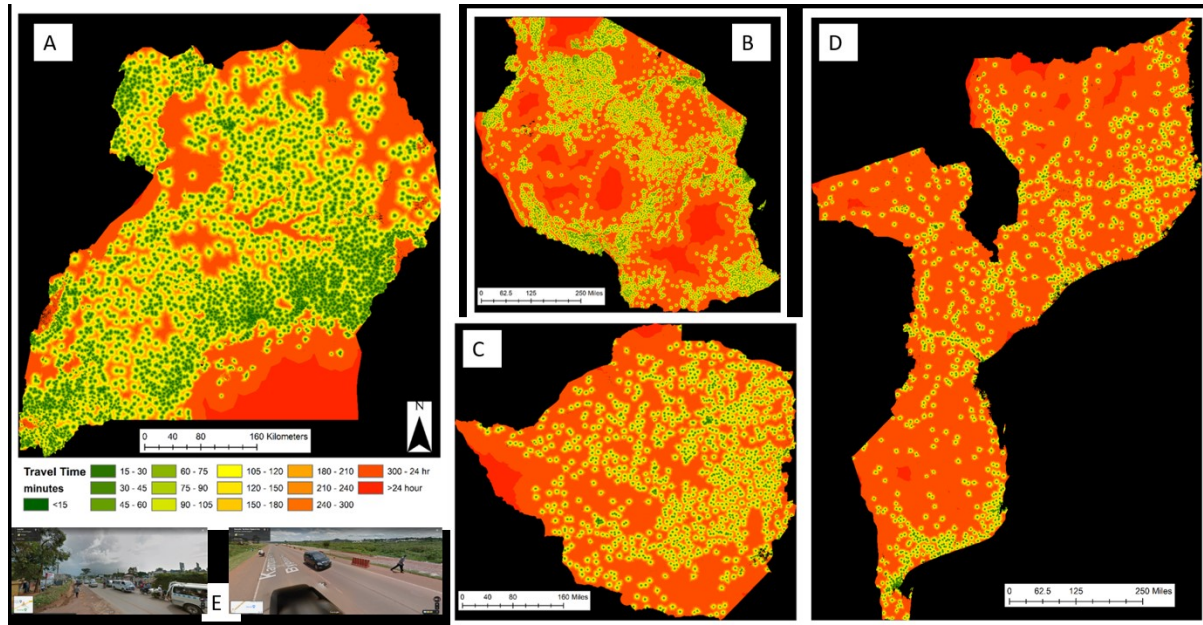 A
N
0 40 80 160 Kilometers
Travel Time
minutes
<15
15 - 30
30 - 45
45 - 60
60 - 75
75 - 90
90 - 105
105 - 120
120 - 150
150 - 180
180 - 210
210 - 240
240 - 300
300 - 24 hr
>24 hour
E
B
0 62.5 125 250 Miles
C
0 40 80 160 Miles
D
0 62.5 125 250 Miles